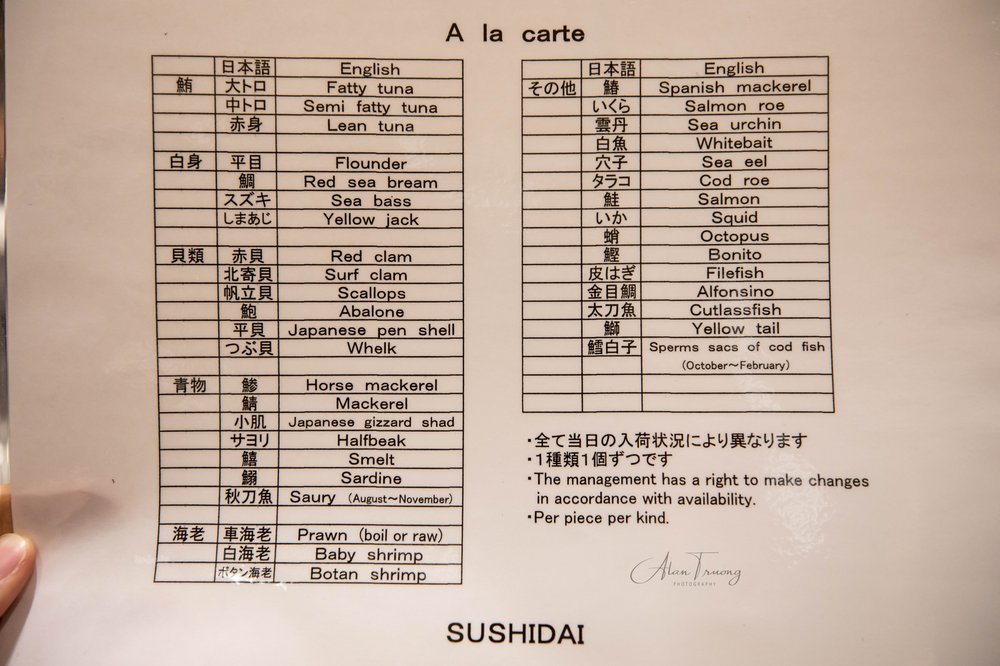 A la carte
日本語 English
鮪 大トロ Fatty tuna
中トロ Semi fatty tuna
赤身 Lean tuna
白身 平目 Flounder
鯛 Red sea bream
スズキ Sea bass
しまあじ Yellow jack
貝類 赤貝 Red clam
北寄貝 Surf clam
帆立貝 Scallops
鮑 Abalone
平貝 Japanese pen shell
つぶ貝 Whelk
青物 鯵 Horse mackerel
鯖 Mackerel
小肌 Japanese gizzard shad
サヨリ Halfbeak
鱚 Smelt
鰯 Sardine
秋刀魚 Saury (August～November)
海老 車海老 Prawn (boil or raw)
白海老 Baby shrimp
ボタン海老 Botan shrimp
日本語 English
その他 鰆 Spanish mackerel
いくら Salmon roe
雲丹 Sea urchin
白魚 Whitebait
穴子 Sea eel
タラコ Cod roe
鮭 Salmon
いか Squid
蛸 Octopus
鰹 Bonito
皮はぎ Filefish
金目鯛 Alfonsino
太刀魚 Cutlassfish
鰤 Yellow tail
鱈白子 Sperms sacs of cod fish
(October～February)
・全て当日の入荷状況により異なります
・１種類１個ずつです
・The management has a right to make changes
in accordance with availability.
・Per piece per kind.
Alan Truong
PHOTOGRAPHY
SUSHIDAI